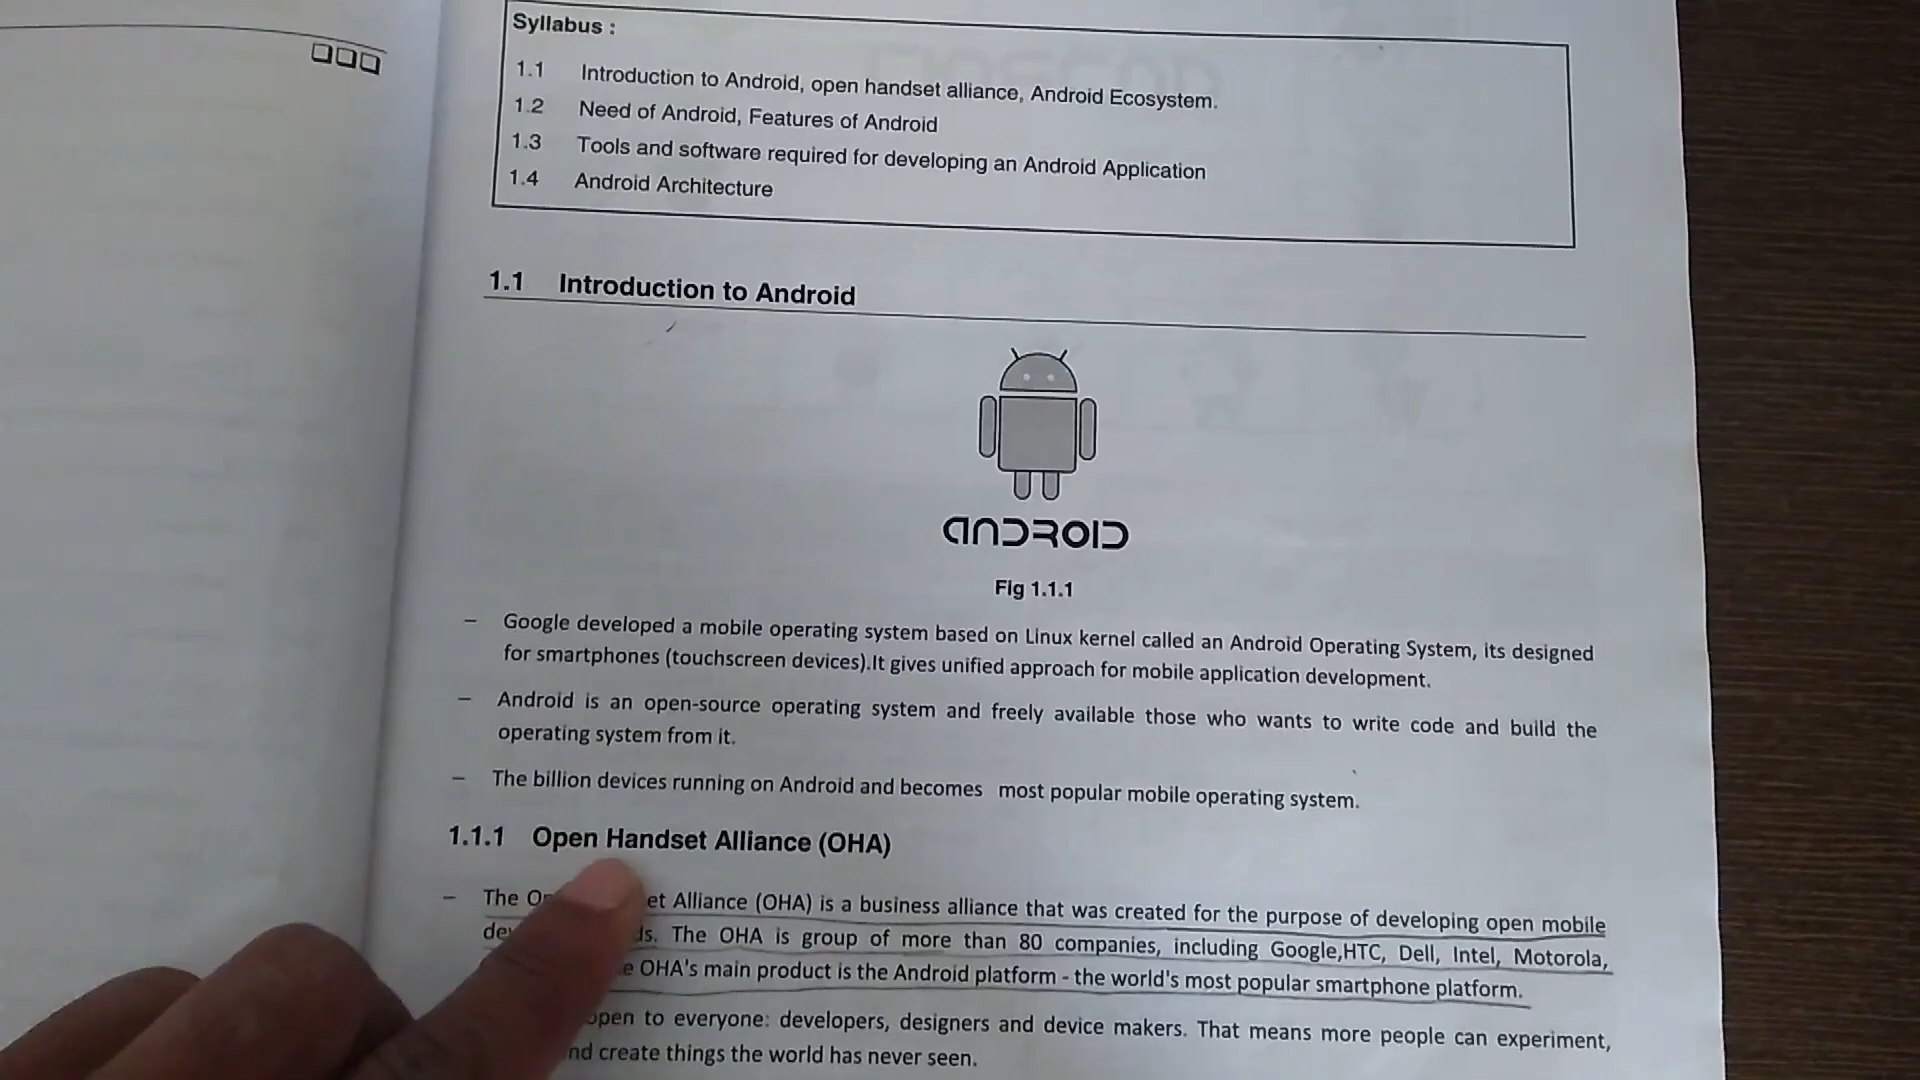 Syllabus :
1.1 Introduction to Android, open handset alliance, Android Ecosystem.
1.2 Need of Android, Features of Android
1.3 Tools and software required for developing an Android Application
1.4 Android Architecture
1.1 Introduction to Android
ANDROID
Fig 1.1.1
– Google developed a mobile operating system based on Linux kernel called an Android Operating System, its designed
for smartphones (touchscreen devices).It gives unified approach for mobile application development.
– Android is an open-source operating system and freely available those who wants to write code and build the
operating system from it.
– The billion devices running on Android and becomes most popular mobile operating system.
1.1.1 Open Handset Alliance (OHA)
– The Alliance (OHA) is a business alliance that was created for the purpose of developing open mobile
The OHA is group of more than 80 companies, including Google,HTC, Dell, Intel, Motorola,
OHA's main product is the Android platform - the world's most popular smartphone platform.
open to everyone: developers, designers and device makers. That means more people can experiment,
and create things the world has never seen.